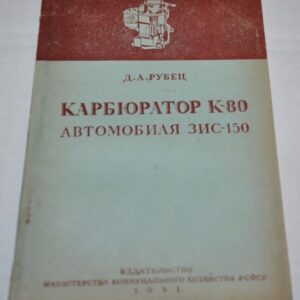 Д.А.РУБЕЦ
КАРБЮРАТОР К-80
АВТОМОБИЛЯ ЗИС-150
ИЗДАТЕЛЬСТВО
МИНИСТЕРСТВА КОММУНАЛЬНОГО ХОЗЯЙСТВА РСФСР